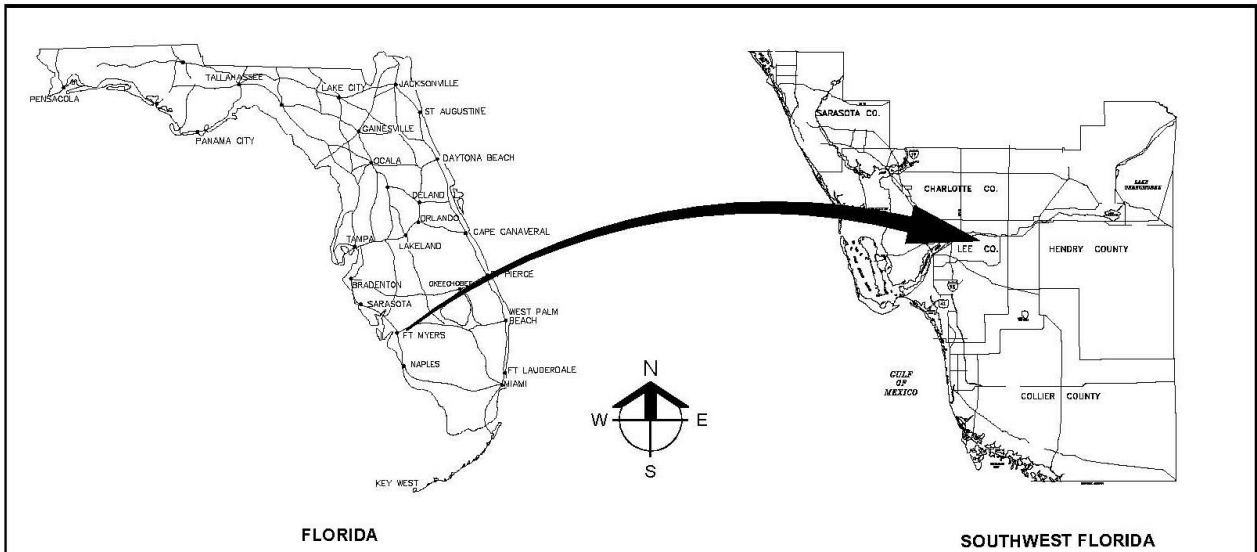 PENSACOLA
TALLAHASSEE
PANAMA CITY
LAKE CITY
JACKSONVILLE
ST AUGUSTINE
GAINESVILLE
OCALA
DAYTONA BEACH
DELAND
ORLANDO
TAMPA
LAKELAND
CAPE CANAVERAL
BRADENTON
OKEECHOBEE
PIERCE
SARASOTA
WEST PALM
BEACH
FT MYERS
NAPLES
FT LAUDERDALE
MIAMI
KEY WEST
FLORIDA
N
W
E
S
SARASOTA CO.
CHARLOTTE CO.
LAKE
OKEECHOBEE
LEE CO.
HENDRY COUNTY
GULF
OF
MEXICO
COLLIER COUNTY
SOUTHWEST FLORIDA